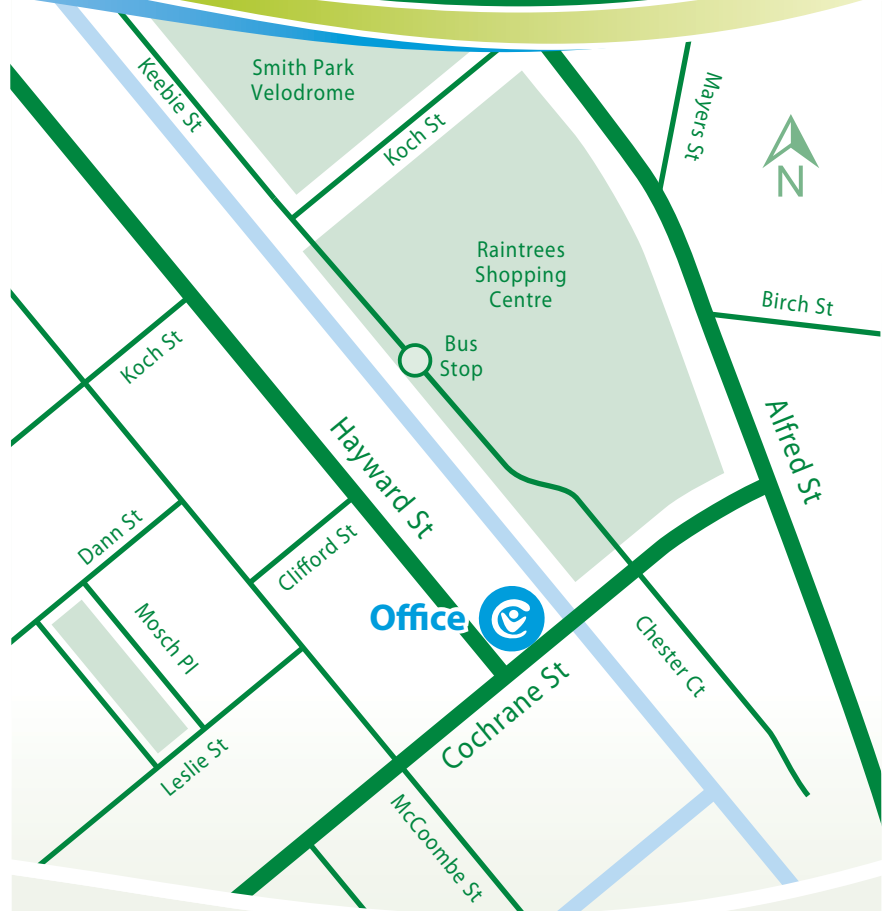 Smith Park
Velodrome
Keebie St
Koch St
Mayers St
N
Raintrees
Shopping
Centre
Birch St
Bus
Stop
Koch St
Hayward St
Alfred St
Dann St
Clifford St
Office
Mosch Pl
Chester Ct
Cochrane St
Leslie St
McCoombe St